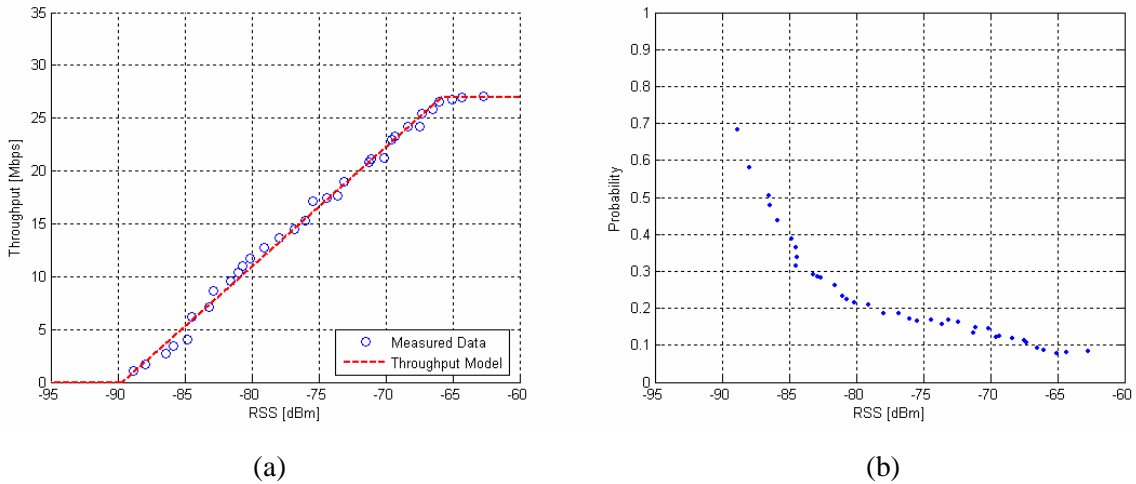 35
30
25
20
15
10
5
0
-95 -90 -85 -80 -75 -70 -65 -60
RSS [dBm]
Throughput [Mbps]
Measured Data
Throughput Model
(a)
1
0.9
0.8
0.7
0.6
0.5
0.4
0.3
0.2
0.1
0
-95 -90 -85 -80 -75 -70 -65 -60
RSS [dBm]
Probability
(b)